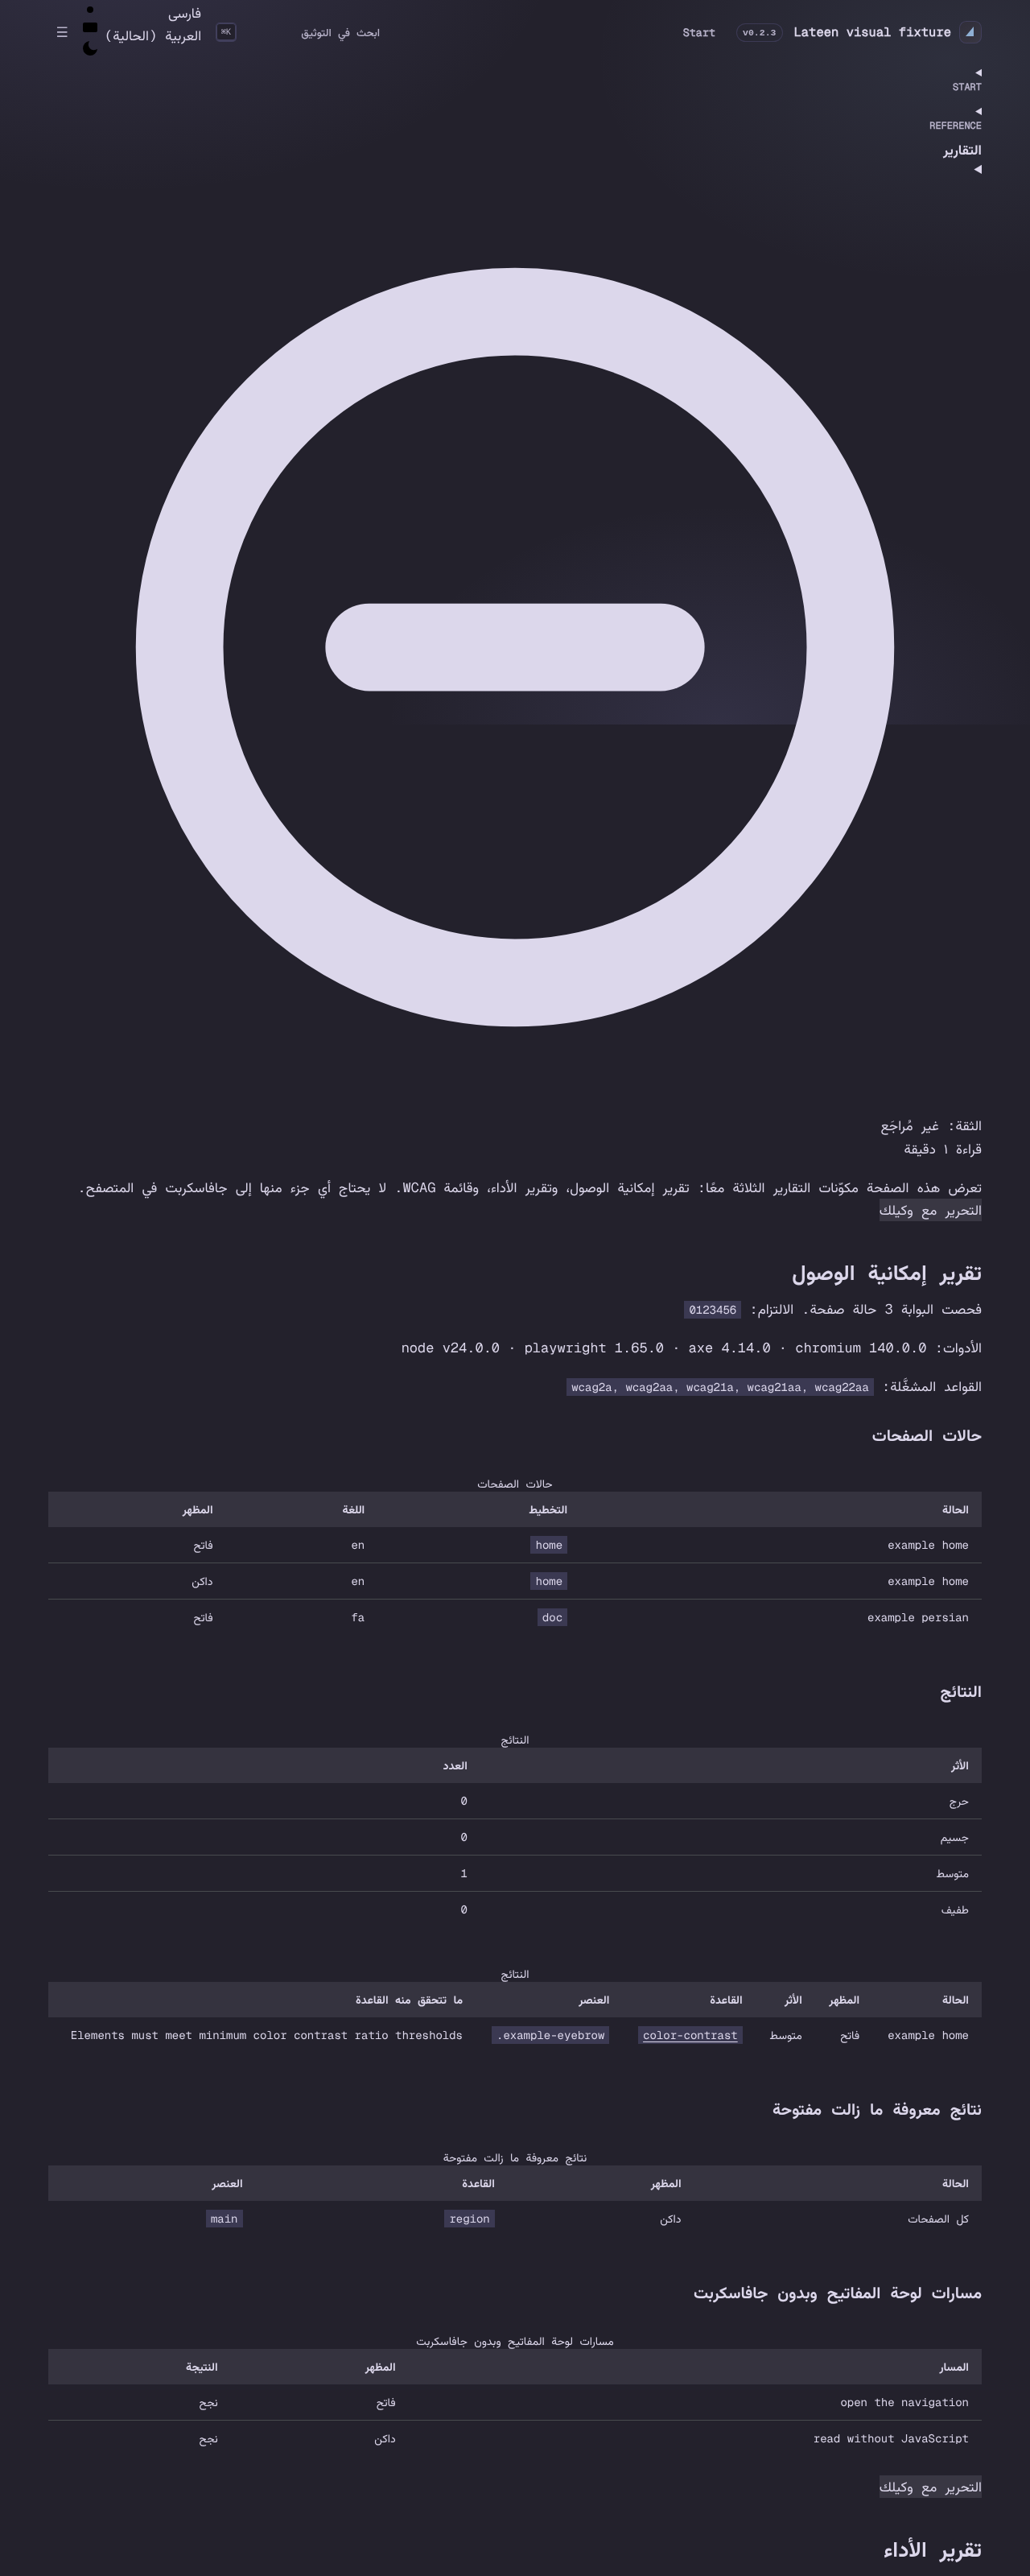 Lateen visual fixture v0.2.3 Start ابحث في التوثيق ⌘K
فارسی
العربية (الحالية)
START
REFERENCE
التقارير
الثقة: غير مُراجَع
قراءة ١ دقيقة
تعرض هذه الصفحة مكوّنات التقارير الثلاثة معًا: تقرير إمكانية الوصول، وتقرير الأداء، وقائمة WCAG. لا يحتاج أي جزء منها إلى جافاسكربت في المتصفح.
التحرير مع وكيلك
تقرير إمكانية الوصول
فحصت البوابة 3 حالة صفحة. الالتزام: 0123456
الأدوات: node v24.0.0 · playwright 1.65.0 · axe 4.14.0 · chromium 140.0.0
القواعد المشغَّلة: wcag2a, wcag2aa, wcag21a, wcag21aa, wcag22aa
حالات الصفحات
حالات الصفحات
الحالة التخطيط اللغة المظهر
example home home en فاتح
example home home en داكن
example persian doc fa فاتح
النتائج
النتائج
الأثر العدد
حرج 0
جسيم 0
متوسط 1
طفيف 0
النتائج
الحالة المظهر الأثر القاعدة العنصر ما تتحقق منه القاعدة
example home فاتح متوسط color-contrast .example-eyebrow Elements must meet minimum color contrast ratio thresholds
نتائج معروفة ما زالت مفتوحة
نتائج معروفة ما زالت مفتوحة
الحالة المظهر القاعدة العنصر
كل الصفحات داكن region main
مسارات لوحة المفاتيح وبدون جافاسكربت
مسارات لوحة المفاتيح وبدون جافاسكربت
المسار المظهر النتيجة
open the navigation فاتح نجح
read without JavaScript داكن نجح
التحرير مع وكيلك
تقرير الأداء